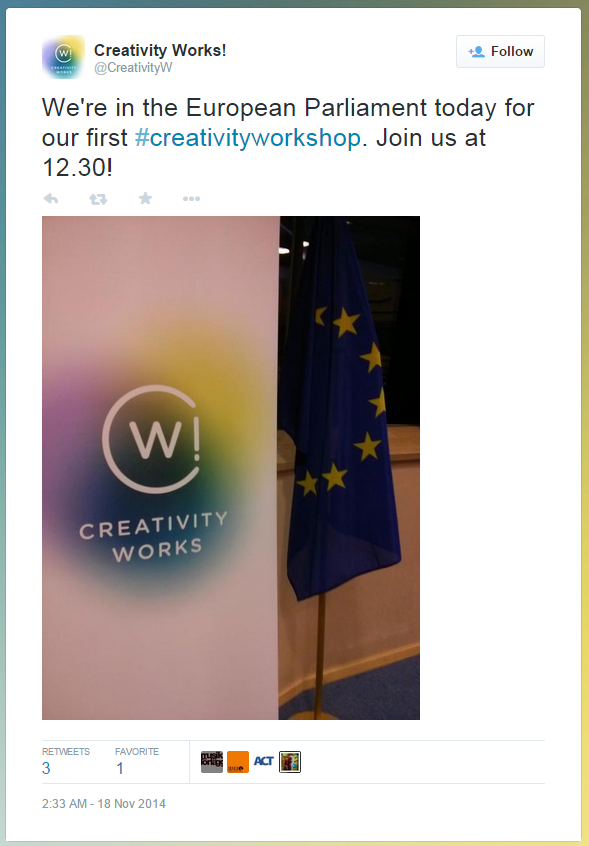 Creativity Works!
@CreativityW
Follow
We're in the European Parliament today for
our first #creativityworkshop. Join us at
12.30!
W!
CREATIVITY
WORKS
RETWEETS
3
FAVORITE
1
ACT
2:33 AM - 18 Nov 2014